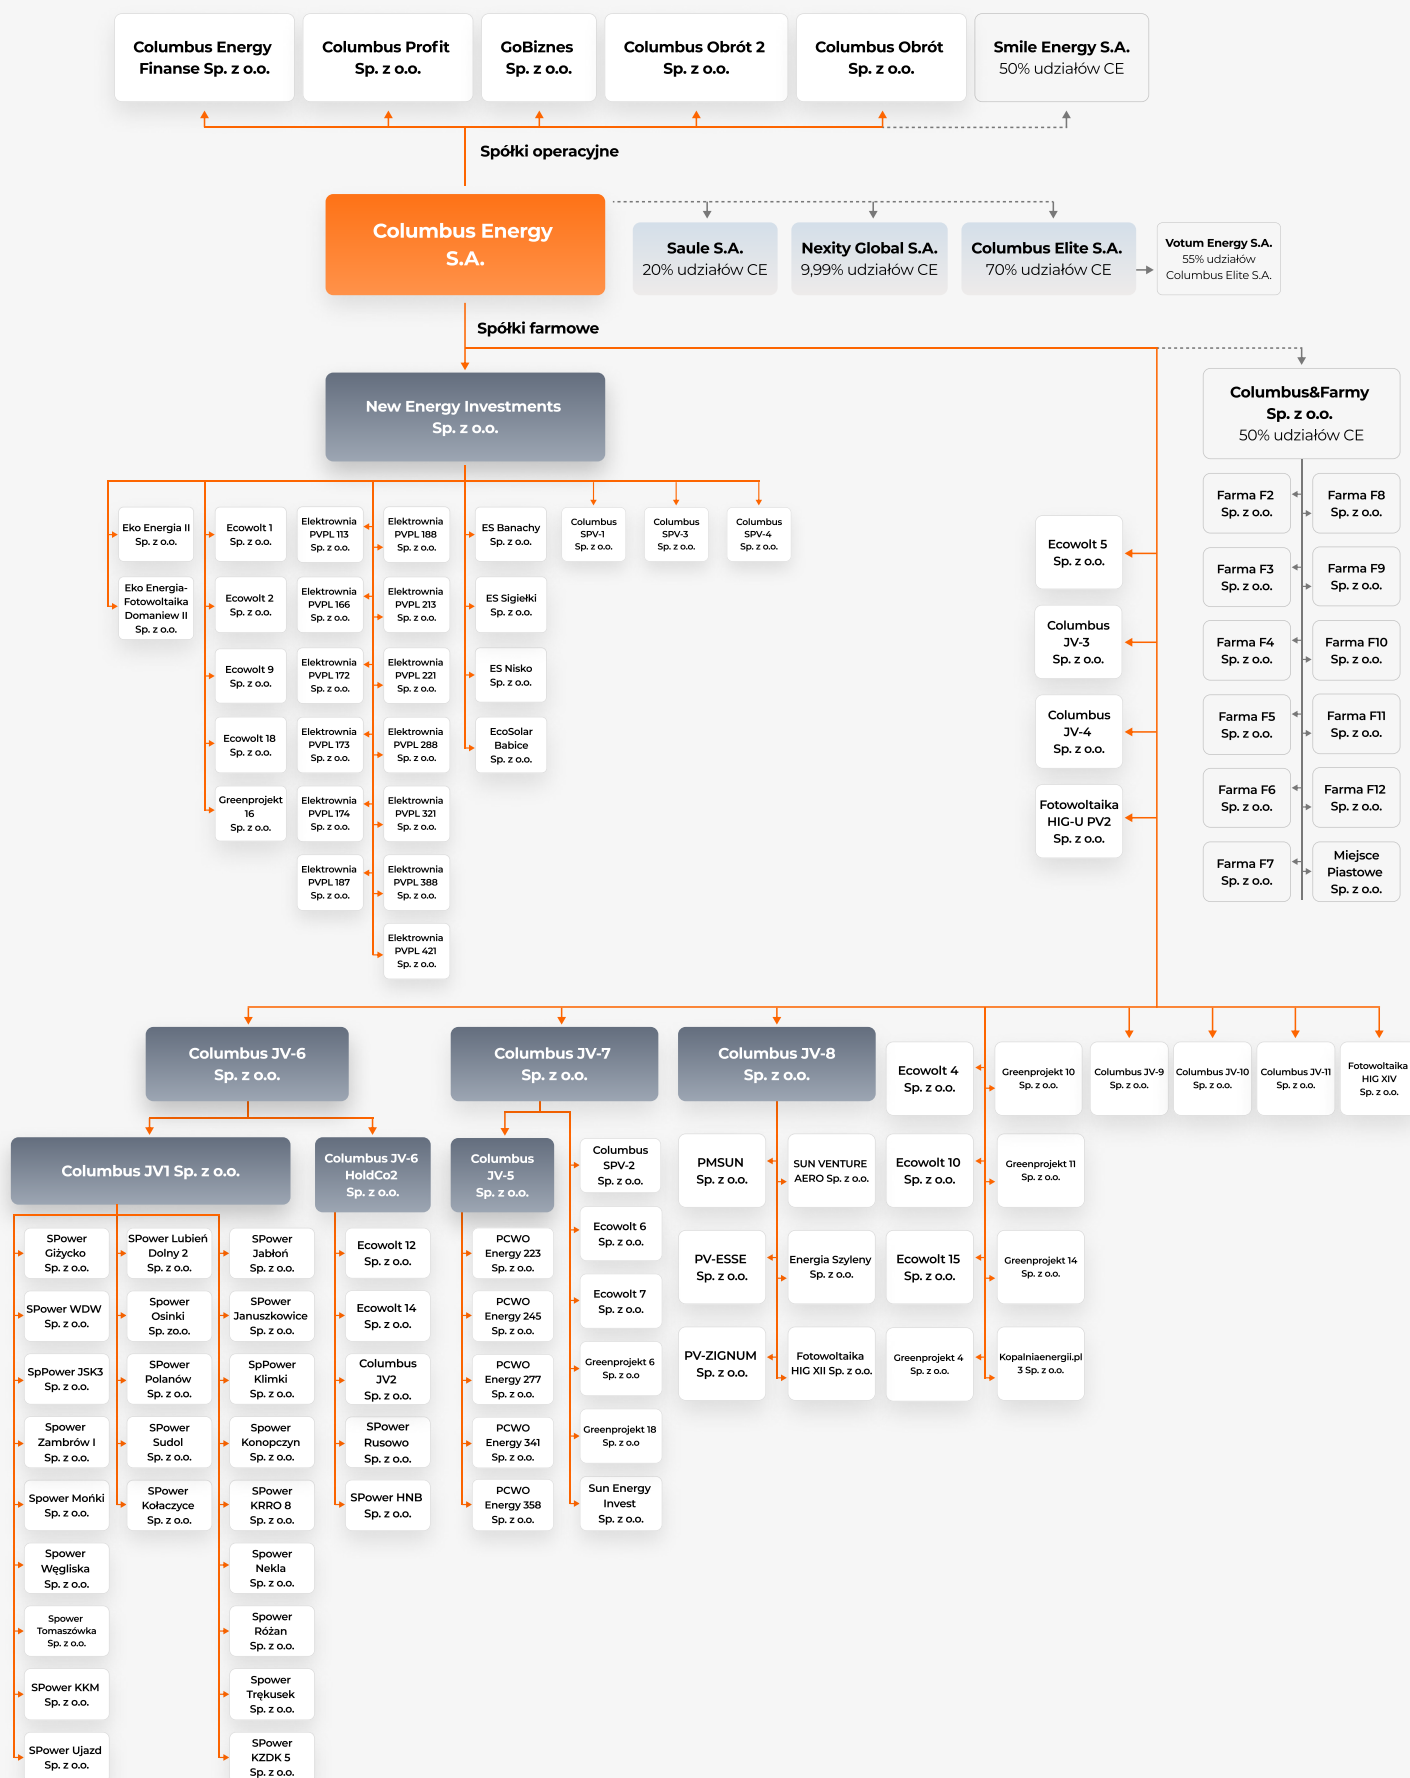 Columbus Energy
Finanse Sp. z o.o.
Columbus Profit
Sp. z o.o.
GoBiznes
Sp. z o.o.
Columbus Obrót 2
Sp. z o.o.
Columbus Obrót
Sp. z o.o.
Smile Energy S.A.
50% udziałów CE
Spółki operacyjne
Columbus Energy
S.A.
Saule S.A.
20% udziałów CE
Nexity Global S.A.
9,99% udziałów CE
Columbus Elite S.A.
70% udziałów CE
Votum Energy S.A.
55% udziałów
Columbus Elite S.A.
Spółki farmowe
New Energy Investments
Sp. z o.o.
Columbus&Farmy
Sp. z o.o.
50% udziałów CE
Eko Energia II
Sp. z o.o.
Eko Energia-
Fotowoltaika
Domaniew II
Sp. z o.o.
Ecowolt 1
Sp. z o.o.
Ecowolt 2
Sp. z o.o.
Ecowolt 9
Sp. z o.o.
Ecowolt 18
Sp. z o.o.
Greenprojekt
16
Sp. z o.o.
Elektrownia
PVPL 113
Sp. z o.o.
Elektrownia
PVPL 166
Sp. z o.o.
Elektrownia
PVPL 172
Sp. z o.o.
Elektrownia
PVPL 173
Sp. z o.o.
Elektrownia
PVPL 174
Sp. z o.o.
Elektrownia
PVPL 187
Sp. z o.o.
Elektrownia
PVPL 188
Sp. z o.o.
Elektrownia
PVPL 213
Sp. z o.o.
Elektrownia
PVPL 221
Sp. z o.o.
Elektrownia
PVPL 288
Sp. z o.o.
Elektrownia
PVPL 321
Sp. z o.o.
Elektrownia
PVPL 388
Sp. z o.o.
Elektrownia
PVPL 421
Sp. z o.o.
ES Banachy
Sp. z o.o.
ES Sigiełki
Sp. z o.o.
ES Nisko
Sp. z o.o.
EcoSolar
Babice
Sp. z o.o.
Columbus
SPV-1
Sp. z o.o.
Columbus
SPV-3
Sp. z o.o.
Columbus
SPV-4
Sp. z o.o.
Ecowolt 5
Sp. z o.o.
Columbus
JV-3
Sp. z o.o.
Columbus
JV-4
Sp. z o.o.
Fotowoltaika
HIG-U PV2
Sp. z o.o.
Farma F2
Sp. z o.o.
Farma F3
Sp. z o.o.
Farma F4
Sp. z o.o.
Farma F5
Sp. z o.o.
Farma F6
Sp. z o.o.
Farma F7
Sp. z o.o.
Farma F8
Sp. z o.o.
Farma F9
Sp. z o.o.
Farma F10
Sp. z o.o.
Farma F11
Sp. z o.o.
Farma F12
Sp. z o.o.
Miejsce
Piastowe
Sp. z o.o.
Columbus JV-6
Sp. z o.o.
Columbus JV-7
Sp. z o.o.
Columbus JV-8
Sp. z o.o.
Ecowolt 4
Sp. z o.o.
Greenprojekt 10
Sp. z o.o.
Columbus JV-9
Sp. z o.o.
Columbus JV-10
Sp. z o.o.
Columbus JV-11
Sp. z o.o.
Fotowoltaika
HIG XIV
Sp. z o.o.
Columbus JV1 Sp. z o.o.
Columbus JV-6
HoldCo2
Sp. z o.o.
Columbus
JV-5
Sp. z o.o.
SPower
Giżycko
Sp. z o.o.
SPower WDW
Sp. z o.o.
SpPower JSK3
Sp. z o.o.
Spower
Zambrów I
Sp. z o.o.
Spower Mońki
Sp. z o.o.
Spower
Węgliska
Sp. z o.o.
Spower
Tomaszówka
Sp. z o.o.
SPower KKM
Sp. z o.o.
SPower Ujazd
Sp. z o.o.
SPower Lubień
Dolny 2
Sp. z o.o.
Spower
Osinki
Sp. zo.o.
SPower
Polanów
Sp. z o.o.
SPower
Sudol
Sp. z o.o.
SPower
Kołaczyce
Sp. z o.o.
SPower
Jabłoń
Sp. z o.o.
SPower
Januszkowice
Sp. z o.o.
SpPower
Klimki
Sp. z o.o.
Spower
Konopczyn
Sp. z o.o.
SPower
KRRO 8
Sp. z o.o.
Spower
Nekla
Sp. z o.o.
Spower
Różan
Sp. z o.o.
Spower
Trękusek
Sp. z o.o.
SPower
KZDK 5
Sp. z o.o.
Ecowolt 12
Sp. z o.o.
Ecowolt 14
Sp. z o.o.
Columbus
JV2
Sp. z o.o.
SPower
Rusowo
Sp. z o.o.
SPower HNB
Sp. z o.o.
PCWO
Energy 223
Sp. z o.o.
PCWO
Energy 245
Sp. z o.o.
PCWO
Energy 277
Sp. z o.o.
PCWO
Energy 341
Sp. z o.o.
PCWO
Energy 358
Sp. z o.o.
Columbus
SPV-2
Sp. z o.o.
Ecowolt 6
Sp. z o.o.
Ecowolt 7
Sp. z o.o.
Greenprojekt 6
Sp. z o.o
Greenprojekt 18
Sp. z o.o
Sun Energy
Invest
Sp. z o.o.
PMSUN
Sp. z o.o.
PV-ESSE
Sp. z o.o.
PV-ZIGNUM
Sp. z o.o.
SUN VENTURE
AERO Sp. z o.o.
Energia Szyleny
Sp. z o.o.
Fotowoltaika
HIG XII Sp. z o.o.
Ecowolt 10
Sp. z o.o.
Ecowolt 15
Sp. z o.o.
Greenprojekt 4
Sp. z o.o.
Greenprojekt 11
Sp. z o.o.
Greenprojekt 14
Sp. z o.o.
Kopalniaenergii.pl
3 Sp. z o.o.